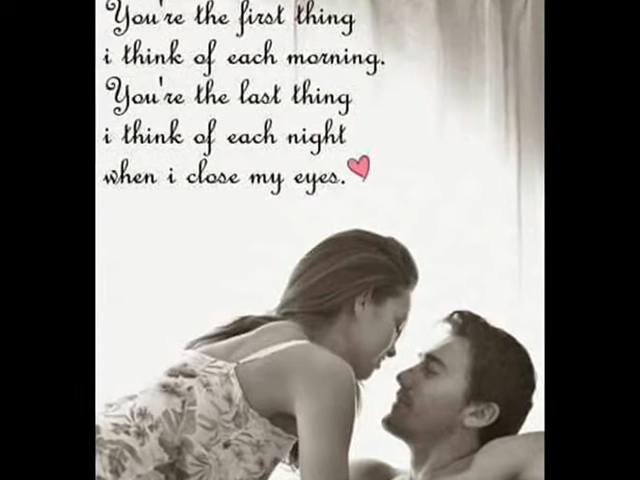 You're the first thing
i think of each morning.
You're the last thing
i think of each night
when i close my eyes.